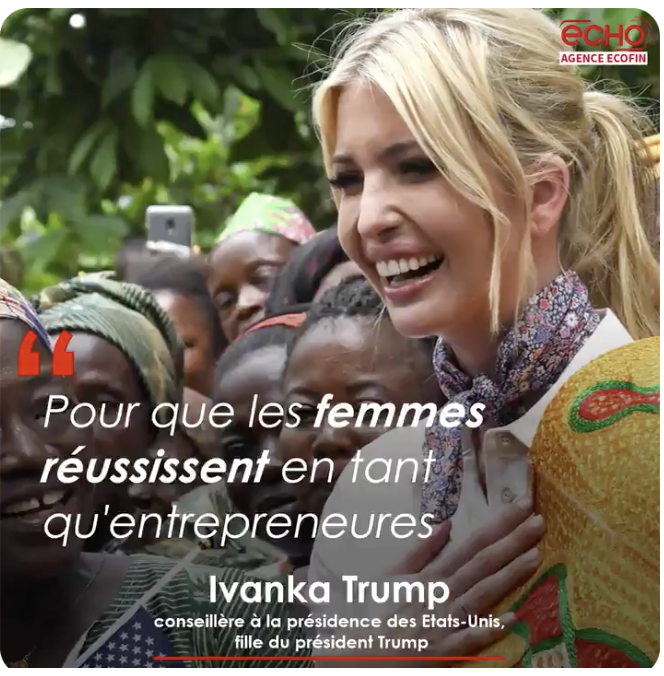 ECHO
AGENCE ECOFIN
“
Pour que les femmes
réussissent en tant
qu'entrepreneures
Ivanka Trump
conseillère à la présidence des Etats-Unis,
fille du président Trump